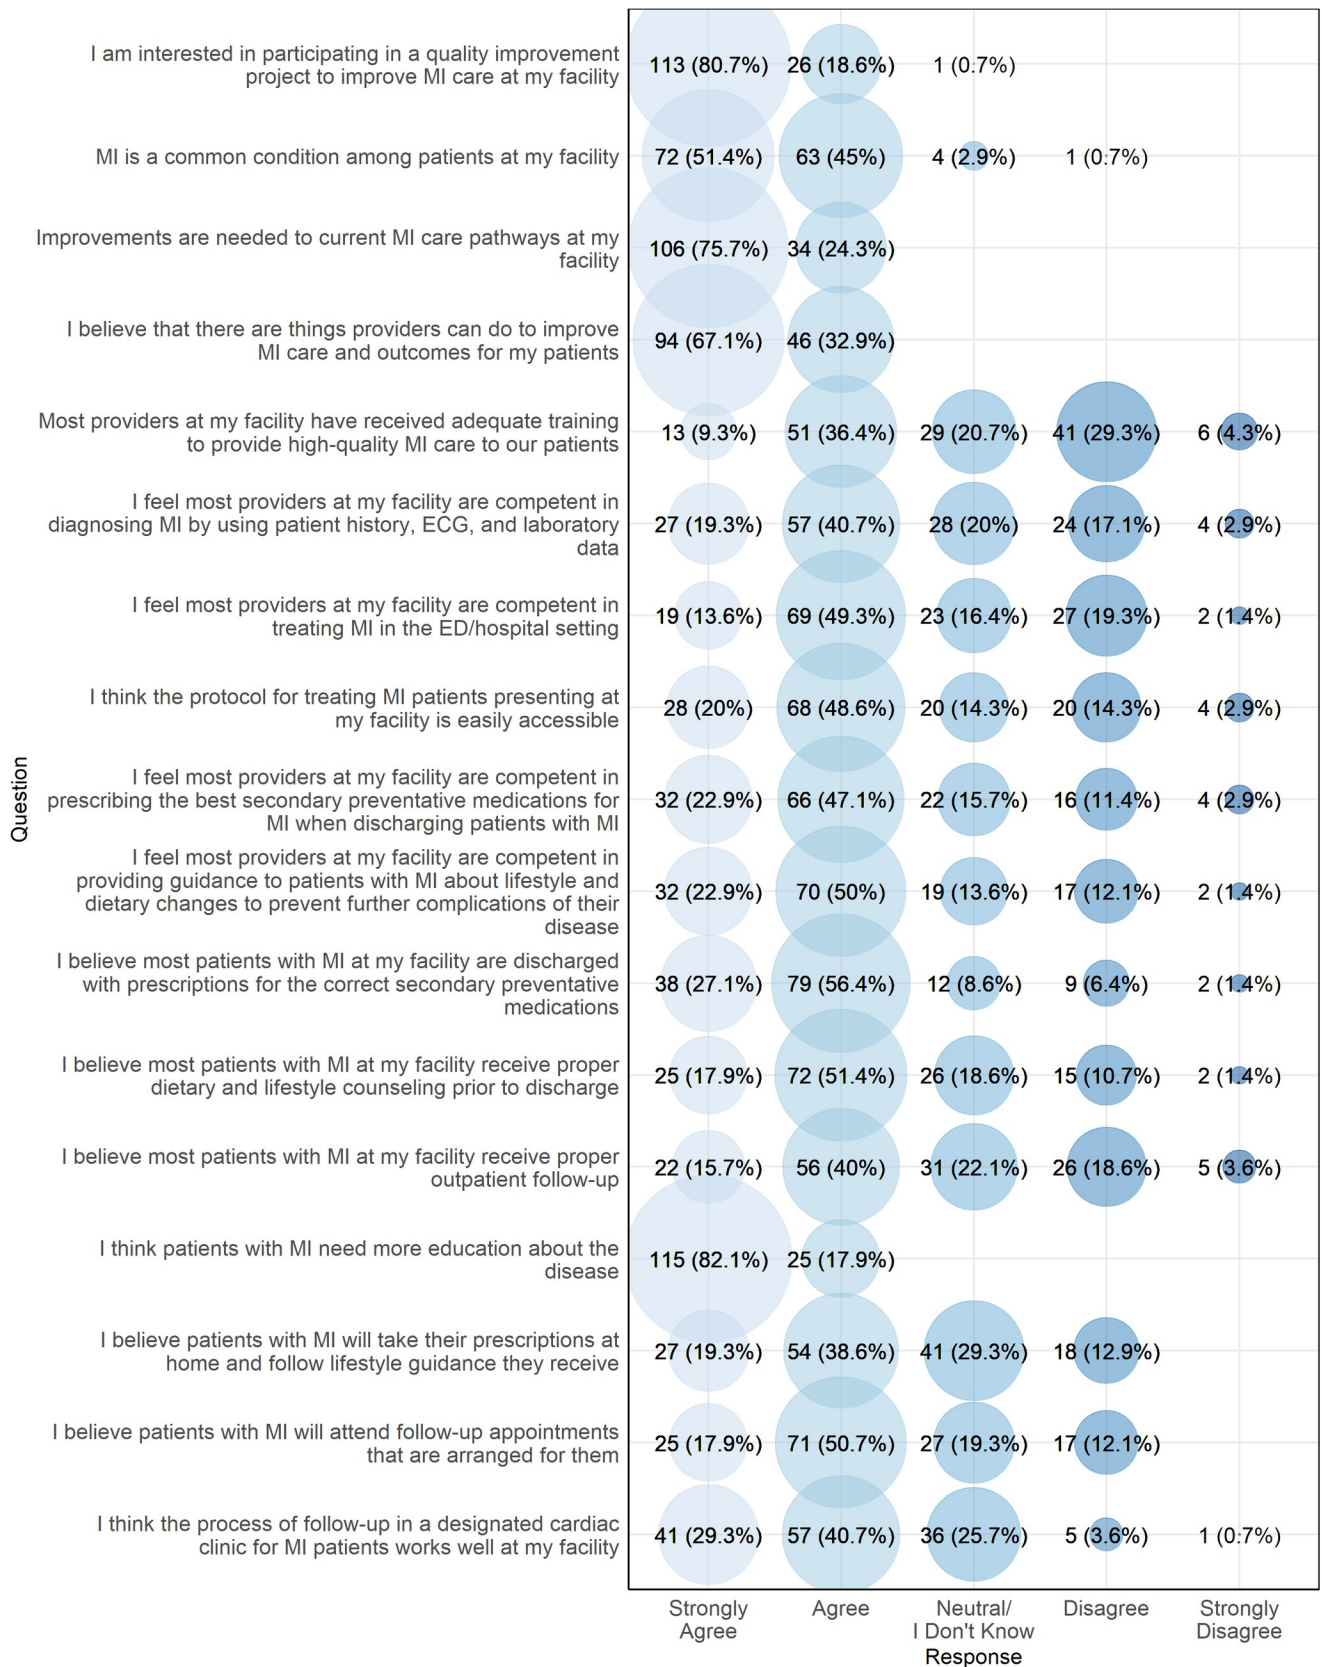 I am interested in participating in a quality improvement
project to improve MI care at my facility
113 (80.7%) 26 (18.6%) 1 (0.7%)
MI is a common condition among patients at my facility
72 (51.4%) 63 (45%) 4 (2.9%) 1 (0.7%)
Improvements are needed to current MI care pathways at my
facility
106 (75.7%) 34 (24.3%)
I believe that there are things providers can do to improve
MI care and outcomes for my patients
94 (67.1%) 46 (32.9%)
Most providers at my facility have received adequate training
to provide high-quality MI care to our patients
13 (9.3%) 51 (36.4%) 29 (20.7%) 41 (29.3%) 6 (4.3%)
I feel most providers at my facility are competent in
diagnosing MI by using patient history, ECG, and laboratory
data
27 (19.3%) 57 (40.7%) 28 (20%) 24 (17.1%) 4 (2.9%)
I feel most providers at my facility are competent in
treating MI in the ED/hospital setting
19 (13.6%) 69 (49.3%) 23 (16.4%) 27 (19.3%) 2 (1.4%)
I think the protocol for treating MI patients presenting at
my facility is easily accessible
28 (20%) 68 (48.6%) 20 (14.3%) 20 (14.3%) 4 (2.9%)
Question
I feel most providers at my facility are competent in
prescribing the best secondary preventative medications for
MI when discharging patients with MI
32 (22.9%) 66 (47.1%) 22 (15.7%) 16 (11.4%) 4 (2.9%)
I feel most providers at my facility are competent in
providing guidance to patients with MI about lifestyle and
dietary changes to prevent further complications of their
disease
32 (22.9%) 70 (50%) 19 (13.6%) 17 (12.1%) 2 (1.4%)
I believe most patients with MI at my facility are discharged
with prescriptions for the correct secondary preventative
medications
38 (27.1%) 79 (56.4%) 12 (8.6%) 9 (6.4%) 2 (1.4%)
I believe most patients with MI at my facility receive proper
dietary and lifestyle counseling prior to discharge
25 (17.9%) 72 (51.4%) 26 (18.6%) 15 (10.7%) 2 (1.4%)
I believe most patients with MI at my facility receive proper
outpatient follow-up
22 (15.7%) 56 (40%) 31 (22.1%) 26 (18.6%) 5 (3.6%)
I think patients with MI need more education about the
disease
115 (82.1%) 25 (17.9%)
I believe patients with MI will take their prescriptions at
home and follow lifestyle guidance they receive
27 (19.3%) 54 (38.6%) 41 (29.3%) 18 (12.9%)
I believe patients with MI will attend follow-up appointments
that are arranged for them
25 (17.9%) 71 (50.7%) 27 (19.3%) 17 (12.1%)
I think the process of follow-up in a designated cardiac
clinic for MI patients works well at my facility
41 (29.3%) 57 (40.7%) 36 (25.7%) 5 (3.6%) 1 (0.7%)
Strongly Agree Neutral/ Disagree Strongly
Agree I Don't Know Disagree
Response